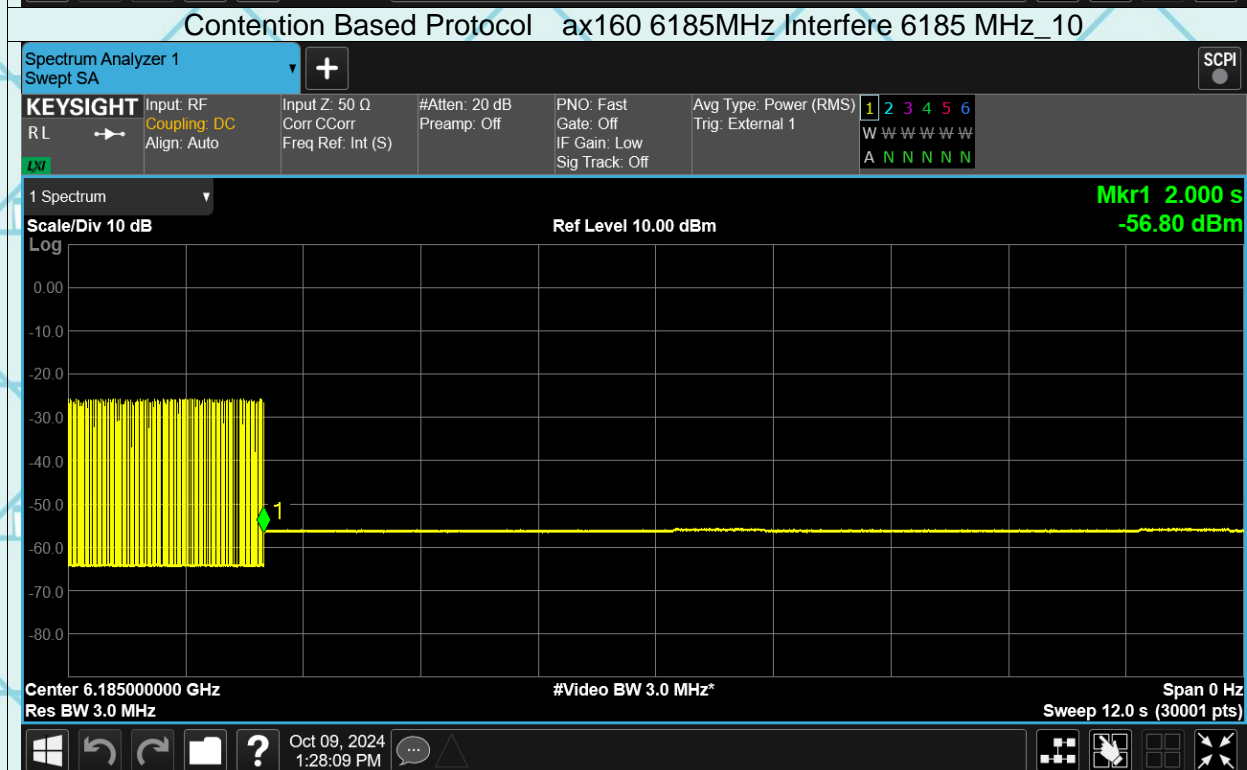 Contention Based Protocol ax160 6185MHz Interfere 6185 MHz_10
Spectrum Analyzer 1
Swept SA
▼
+
SCPI
KEYSIGHT
RL
LXI
Input: RF
Coupling: DC
Align: Auto
Input Z: 50 Ω
Corr CCorr
Freq Ref: Int (S)
#Atten: 20 dB
Preamp: Off
PNO: Fast
Gate: Off
IF Gain: Low
Sig Track: Off
Avg Type: Power (RMS)
Trig: External 1
1 2 3 4 5 6
W W W W W W
A N N N N N
1 Spectrum ▼
Mkr1 2.000 s
-56.80 dBm
Scale/Div 10 dB
Ref Level 10.00 dBm
Log
0.00
-10.0
-20.0
-30.0
-40.0
-50.0
-60.0
-70.0
-80.0
1
Center 6.185000000 GHz
#Video BW 3.0 MHz*
Span 0 Hz
Res BW 3.0 MHz
Sweep 12.0 s (30001 pts)
?
Oct 09, 2024
1:28:09 PM